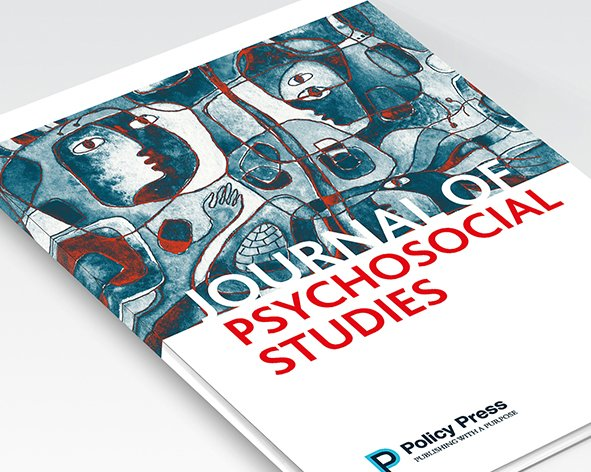 JOURNAL OF
PSYCHOSOCIAL
STUDIES
Policy Press
PUBLISHING WITH A PURPOSE